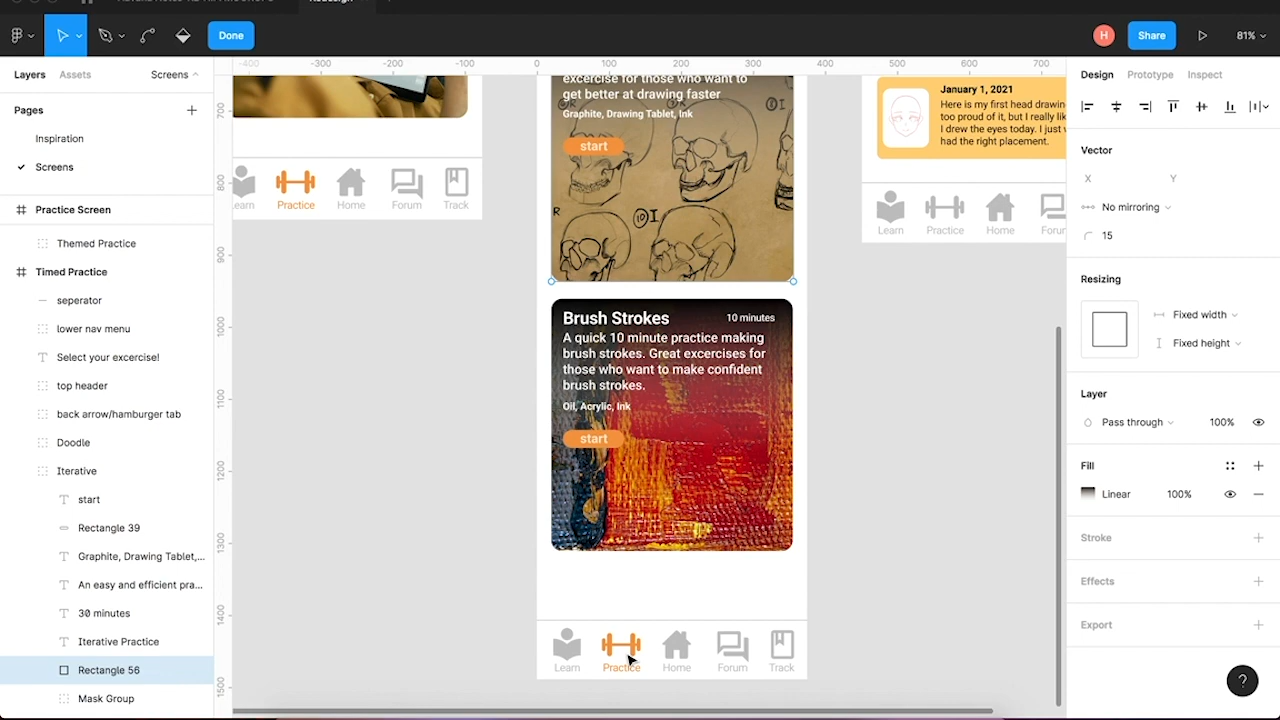 Done
Share
81%
Layers
Assets
Screens
Pages
Inspiration
Screens
Practice Screen
Themed Practice
Timed Practice
seperator
lower nav menu
Select your excercise!
top header
back arrow/hamburger tab
Doodle
Iterative
start
Rectangle 39
Graphite, Drawing Tablet,...
An easy and efficient pra...
30 minutes
Iterative Practice
Rectangle 56
Mask Group
-400 -300 -200 -100 0 100 200 300 400 500 600 700
700
800
900
1000
1100
1200
1300
1400
1500
earn
Practice
Home
Forum
Track
excercise for those who want to
get better at drawing faster
Graphite, Drawing Tablet, Ink
start
Brush Strokes
10 minutes
A quick 10 minute practice making
brush strokes. Great excercises for
those who want to make confident
brush strokes.
Oil, Acrylic, Ink
start
Learn
Practice
Home
Forum
Track
January 1, 2021
Here is my first head drawin
too proud of it, but I really lik
I drew the eyes today. I just
had the right placement.
Learn
Practice
Home
Forum
H
Design
Prototype
Inspect
Vector
X
Y
No mirroring
15
Resizing
Fixed width
Fixed height
Layer
Pass through
100%
Fill
Linear
100%
Stroke
Effects
Export
?